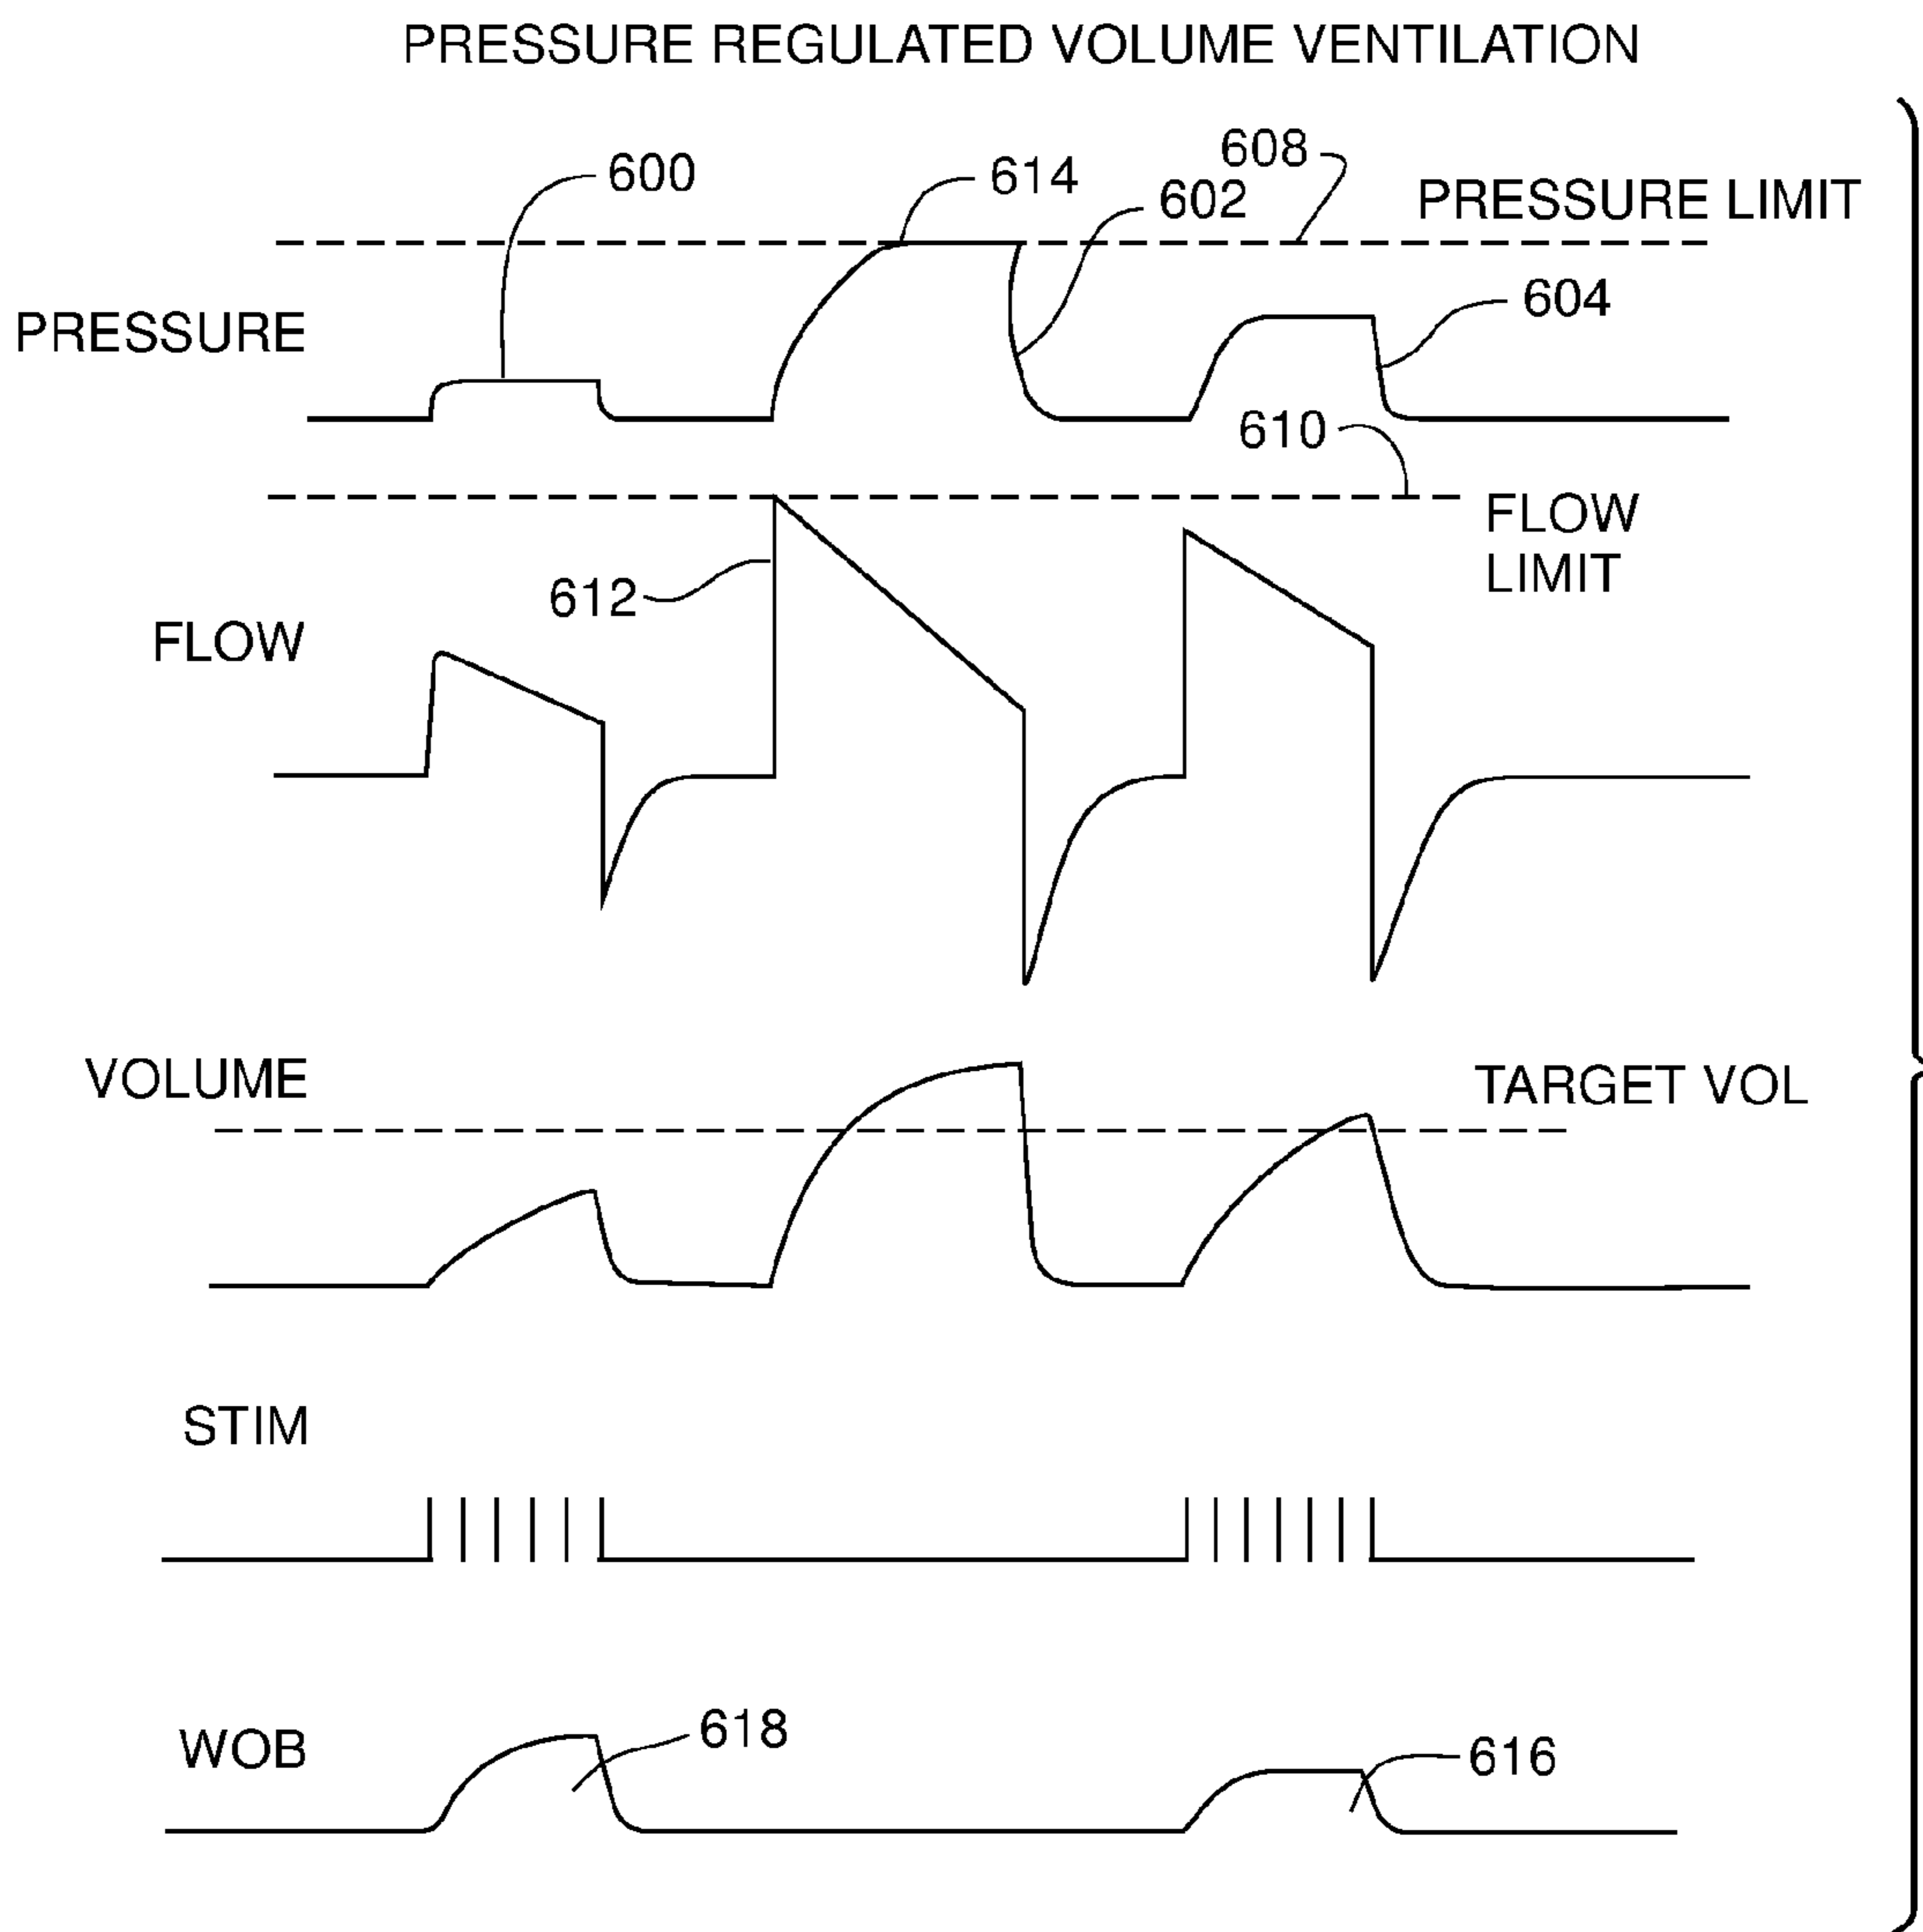 PRESSURE REGULATED VOLUME VENTILATION
600
614
608
602
PRESSURE LIMIT
PRESSURE
604
610
FLOW
LIMIT
612
FLOW
VOLUME
TARGET VOL
STIM
WOB
618
616